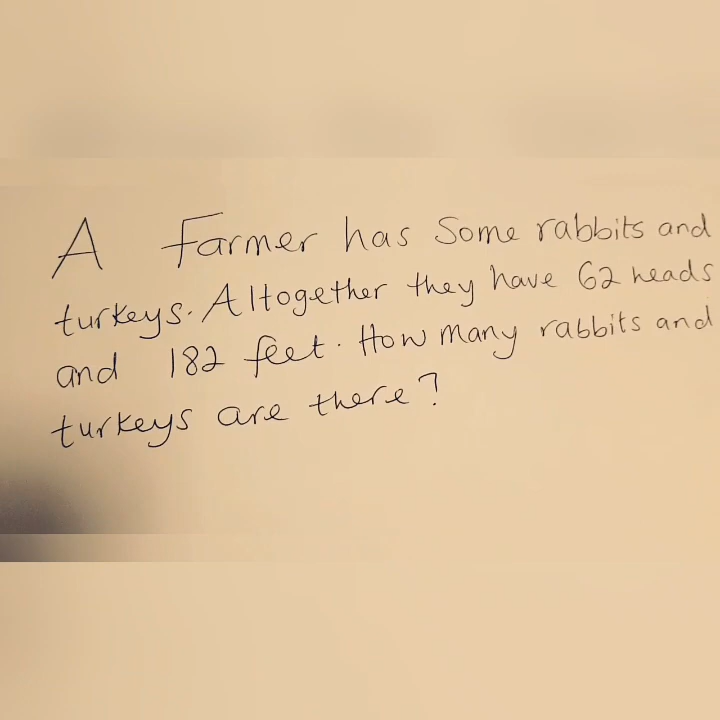 A Farmer has some rabbits and
turkeys. Altogether they have 62 heads
and 182 feet. How many rabbits and
turkeys are there?